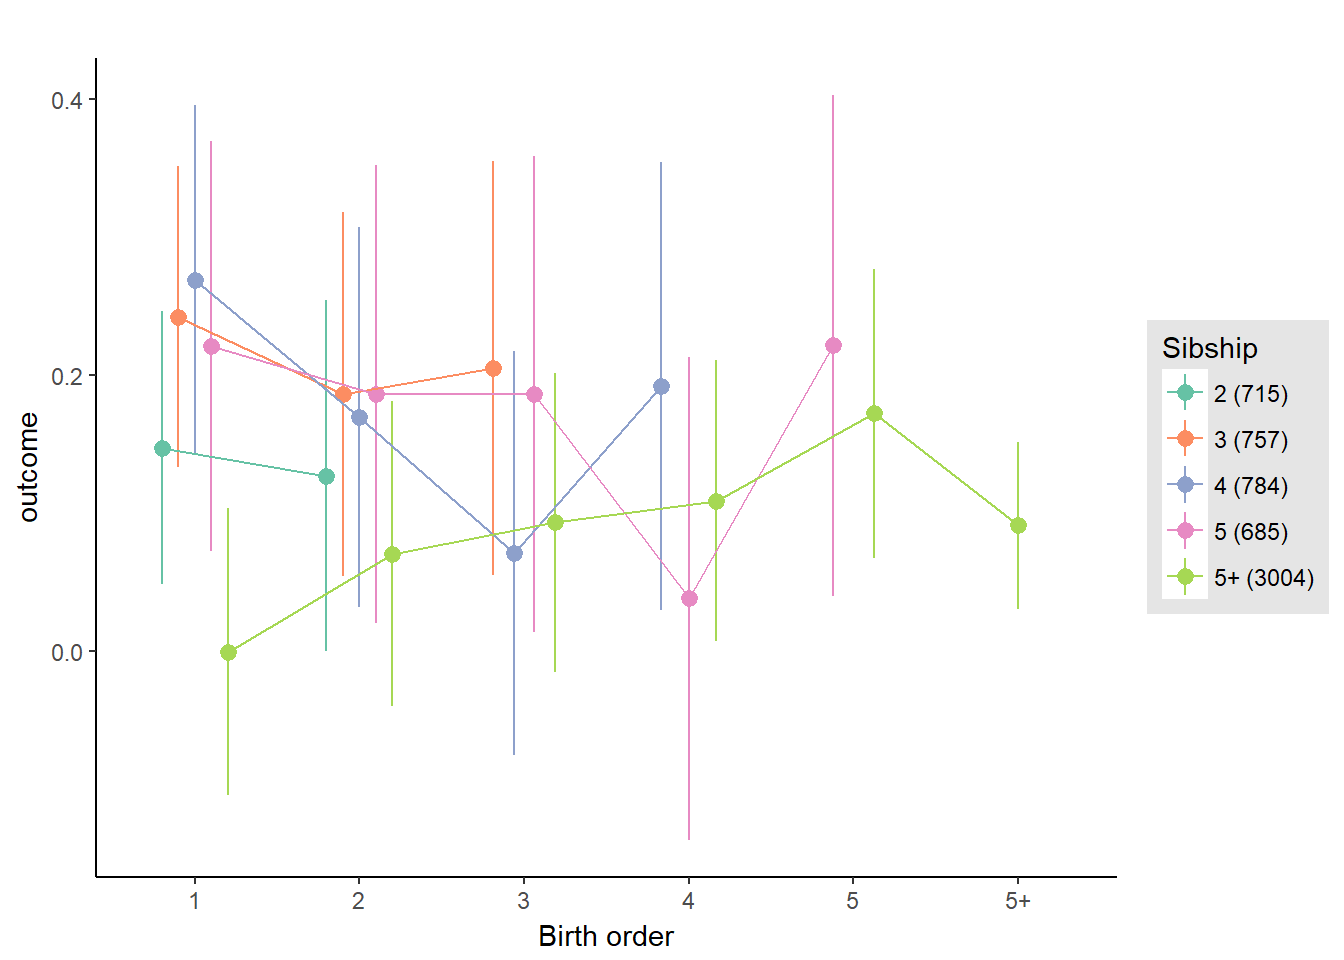 0.4
0.2
0.0
outcome
1 2 3 4 5 5+
Birth order
Sibship
2 (715)
3 (757)
4 (784)
5 (685)
5+ (3004)